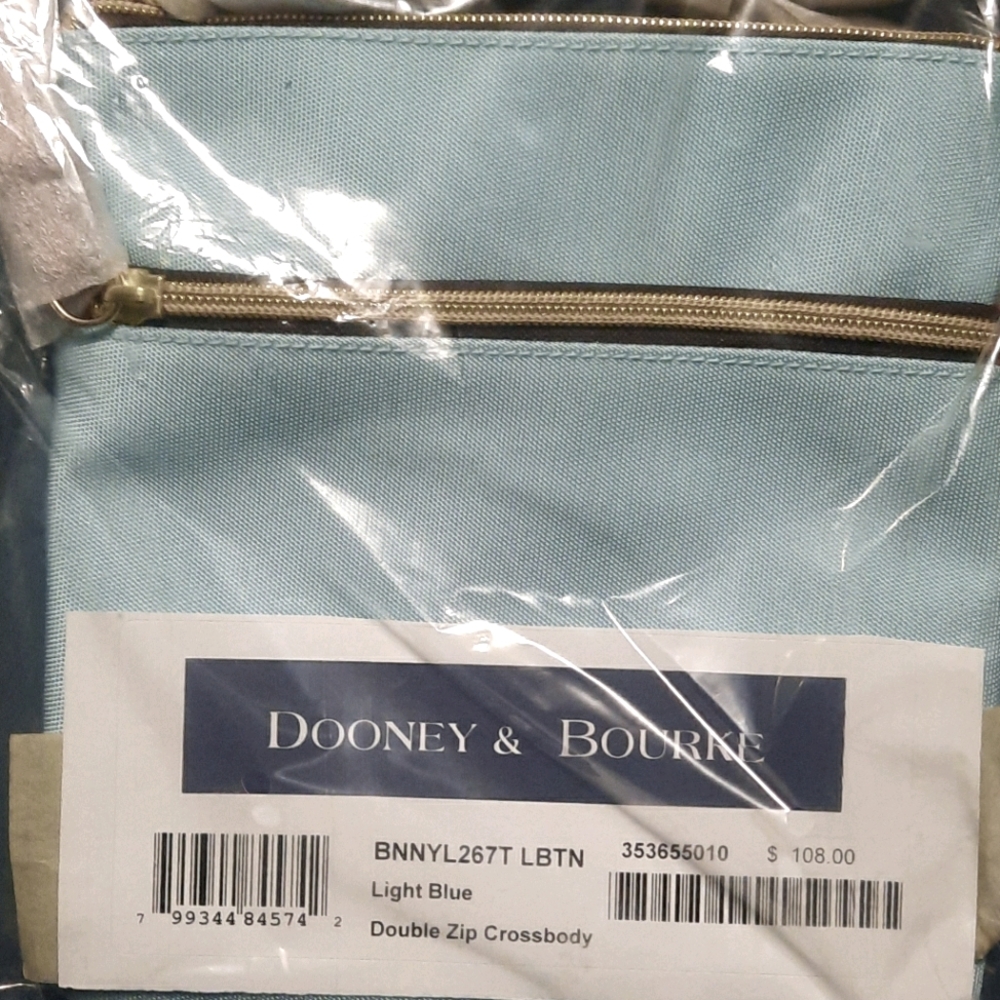 DOONEY & BOURKE
BNNYL267T LBTN
353655010 $ 108.00
Light Blue
Double Zip Crossbody
7 99344 84574 2